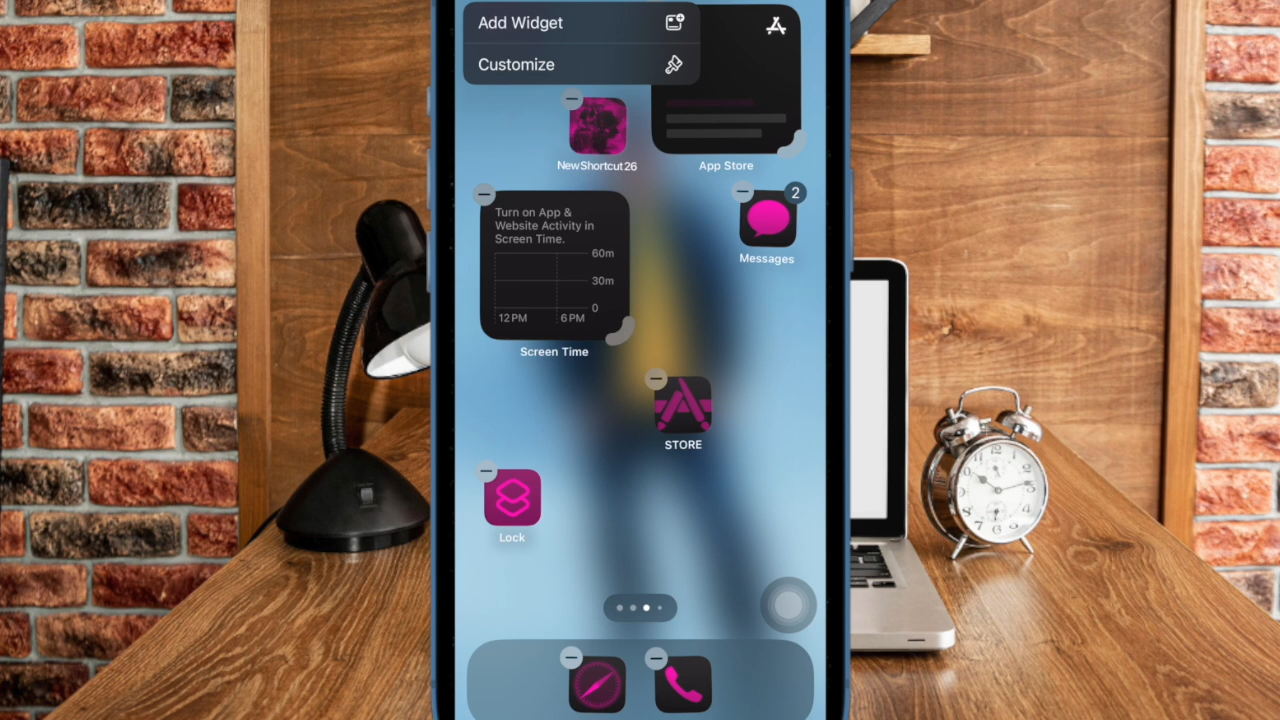 Add Widget
Customize
NewShortcut26
App Store
Turn on App &
Website Activity in
Screen Time.
60m
30m
0
12 PM
6 PM
Screen Time
2
Messages
STORE
Lock